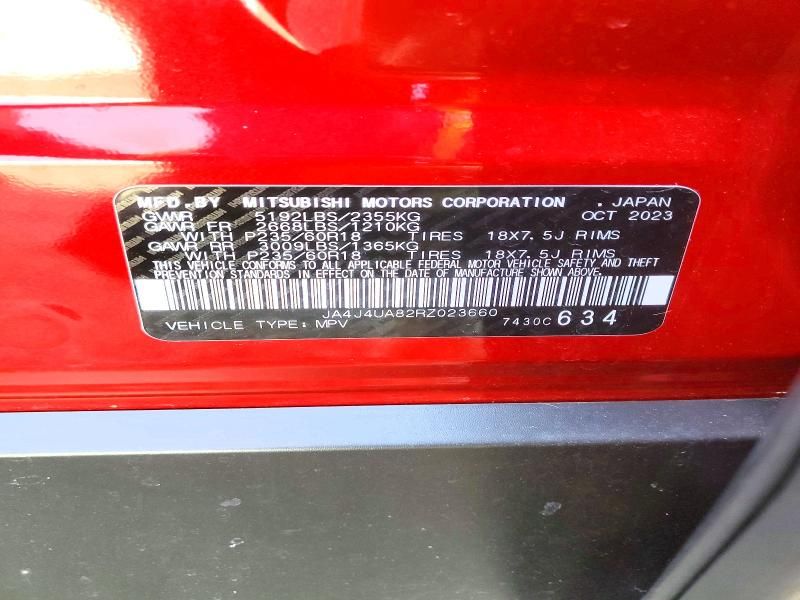 MFD.BY MITSUBISHI MOTORS CORPORATION . JAPAN
GVWR 5192LBS/2355KG OCT 2023
GAWR FR 2668LBS/1210KG
WITH P235/60R18 TIRES 18X7.5J RIMS
GAWR RR 3009LBS/1365KG
WITH P235/60R18 TIRES 18X7.5J RIMS
THIS VEHICLE CONFORMS TO ALL APPLICABLE FEDERAL MOTOR VEHICLE SAFETY AND THEFT
PREVENTION STANDARDS IN EFFECT ON THE DATE OF MANUFACTURE SHOWN ABOVE.
JA4J4UA82RZ023660
VEHICLE TYPE: MPV 7430C 634